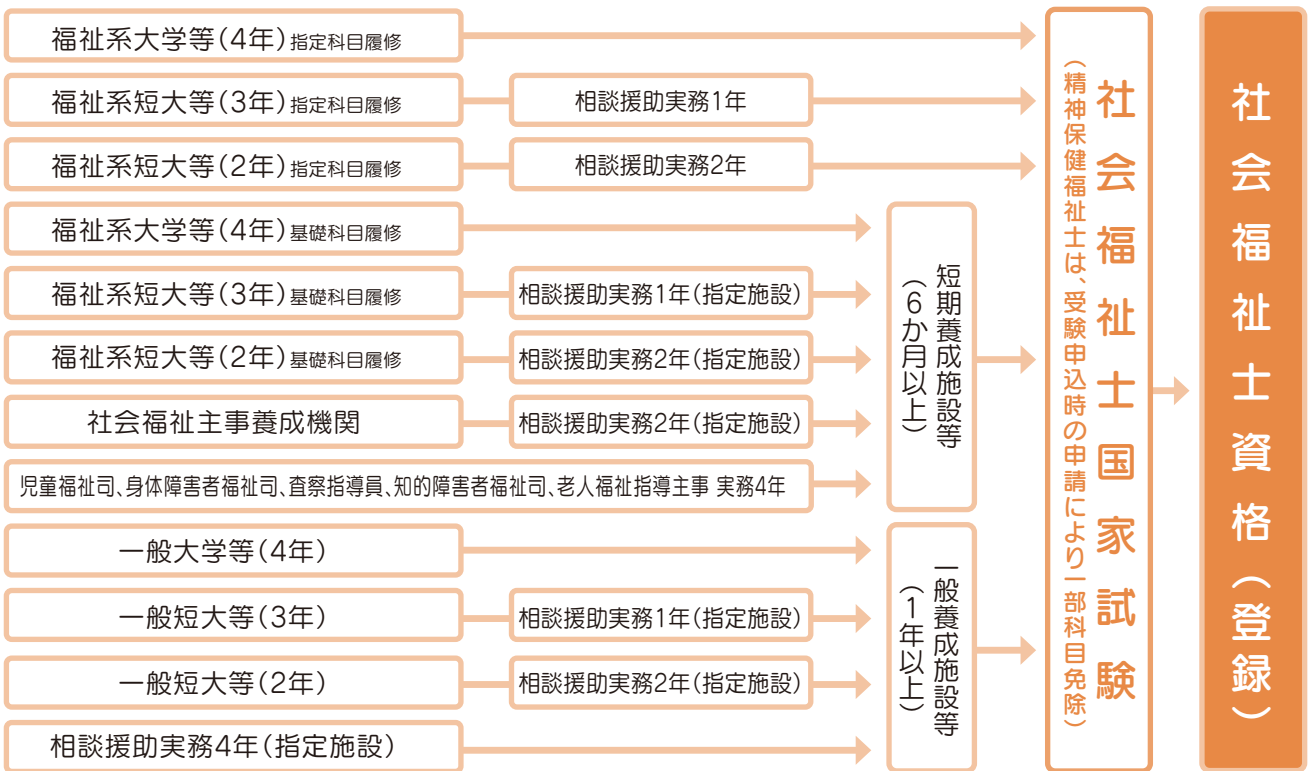 福祉系大学等(4年)指定科目履修
福祉系短大等(3年)指定科目履修
相談援助実務1年
福祉系短大等(2年)指定科目履修
相談援助実務2年
福祉系大学等(4年)基礎科目履修
福祉系短大等(3年)基礎科目履修
相談援助実務1年(指定施設)
福祉系短大等(2年)基礎科目履修
相談援助実務2年(指定施設)
社会福祉主事養成機関
相談援助実務2年(指定施設)
児童福祉司、身体障害者福祉司、査察指導員、知的障害者福祉司、老人福祉指導主事 実務4年
短期養成施設等
(6か月以上)
一般大学等(4年)
一般短大等(3年)
相談援助実務1年(指定施設)
一般短大等(2年)
相談援助実務2年(指定施設)
相談援助実務4年(指定施設)
一般養成施設等
(1年以上)
社会福祉士国家試験
(精神保健福祉士は、受験申込時の申請により一部科目免除)
社会福祉士資格(登録)